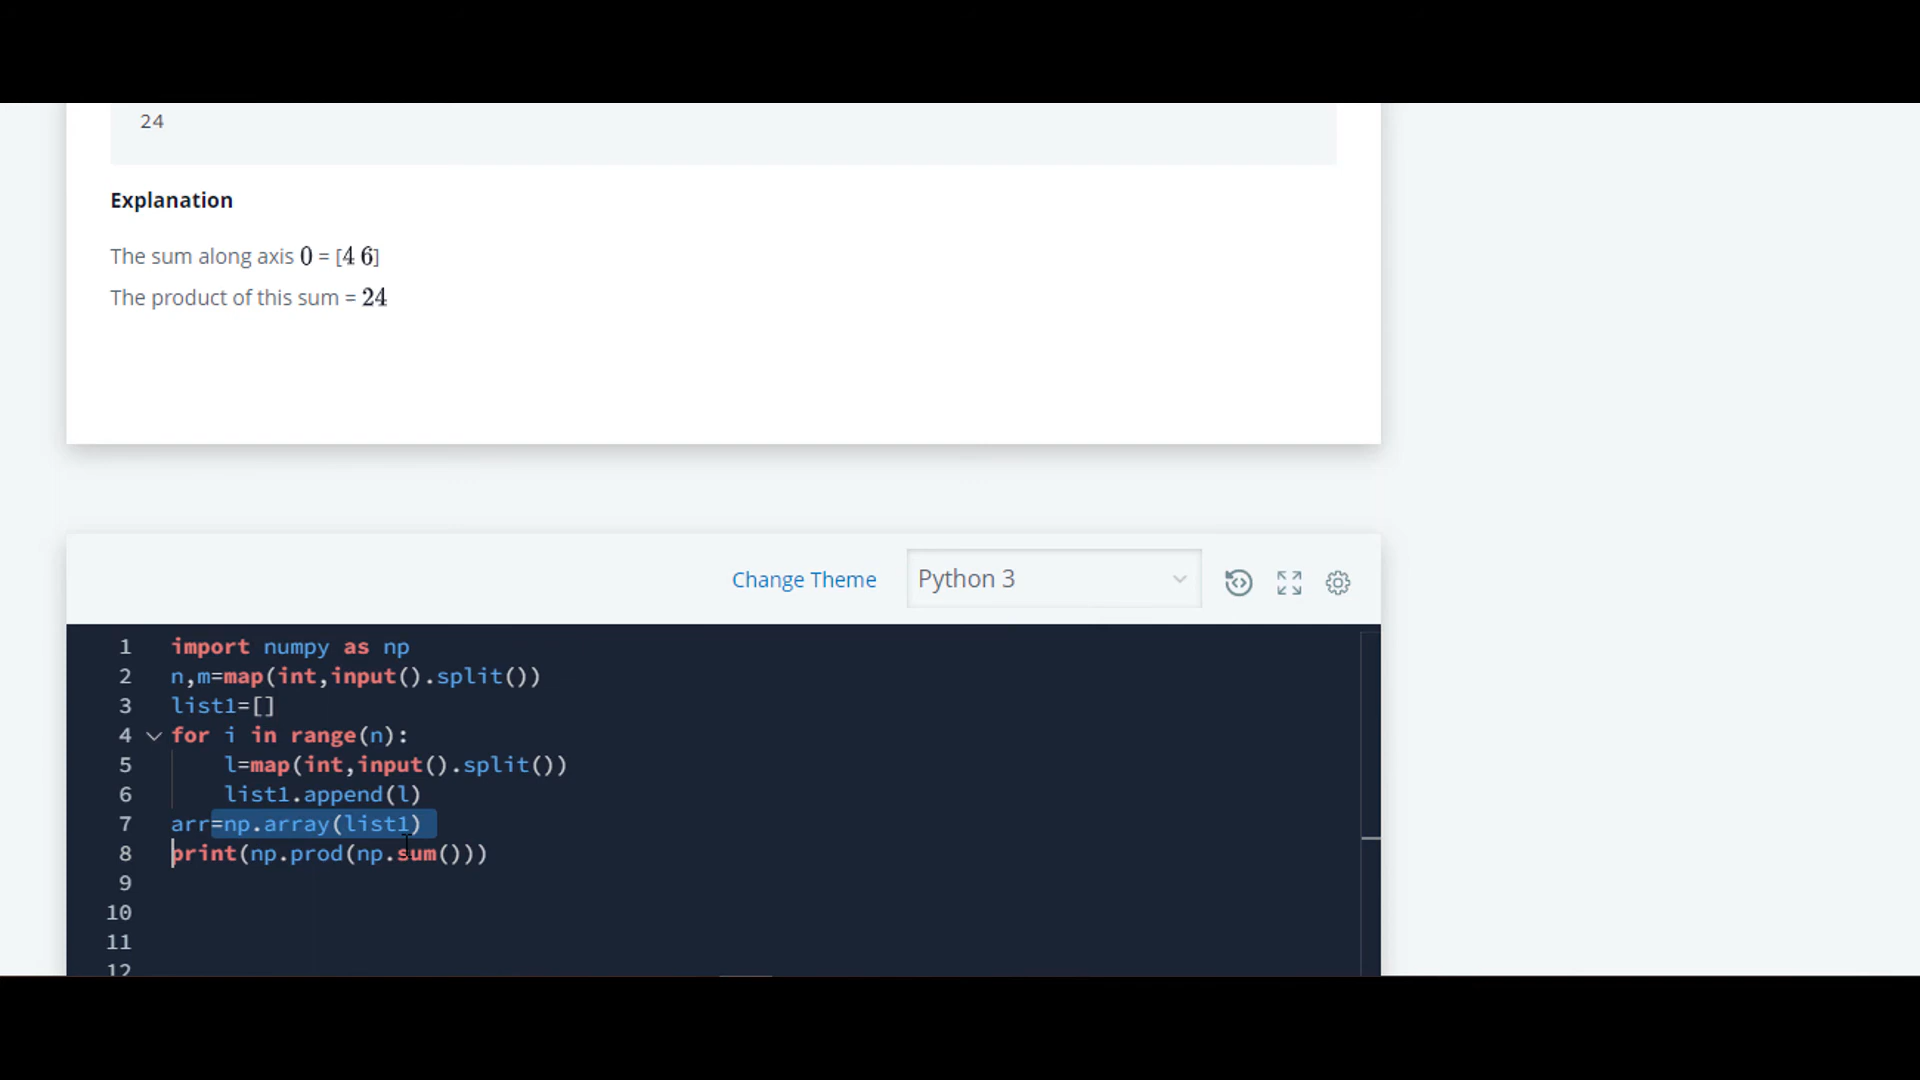 24
Explanation
The sum along axis 0 = [4 6]
The product of this sum = 24
Change Theme
Python 3
1 import numpy as np
2 n,m=map(int,input().split())
3 list1=[]
4 for i in range(n):
5 l=map(int,input().split())
6 list1.append(l)
7 arr=np.array(list1)
8 print(np.prod(np.sum()))
9
10
11
12